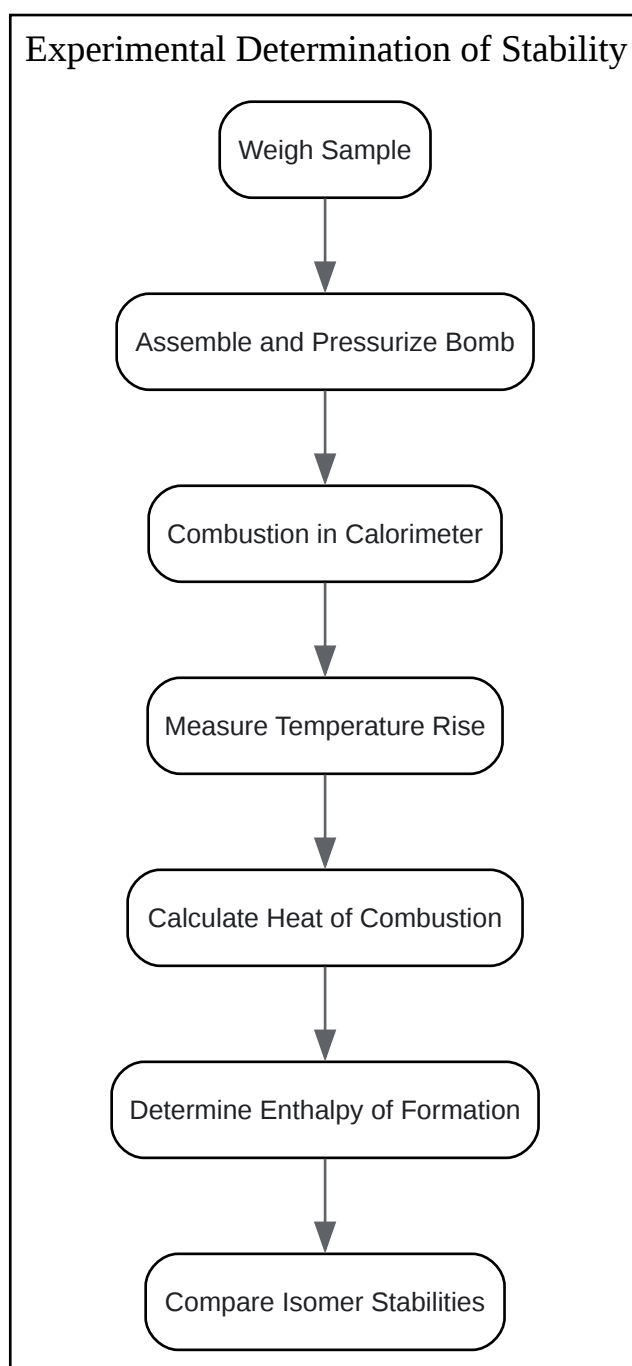 Experimental Determination of Stability
Weigh Sample
Assemble and Pressurize Bomb
Combustion in Calorimeter
Measure Temperature Rise
Calculate Heat of Combustion
Determine Enthalpy of Formation
Compare Isomer Stabilities